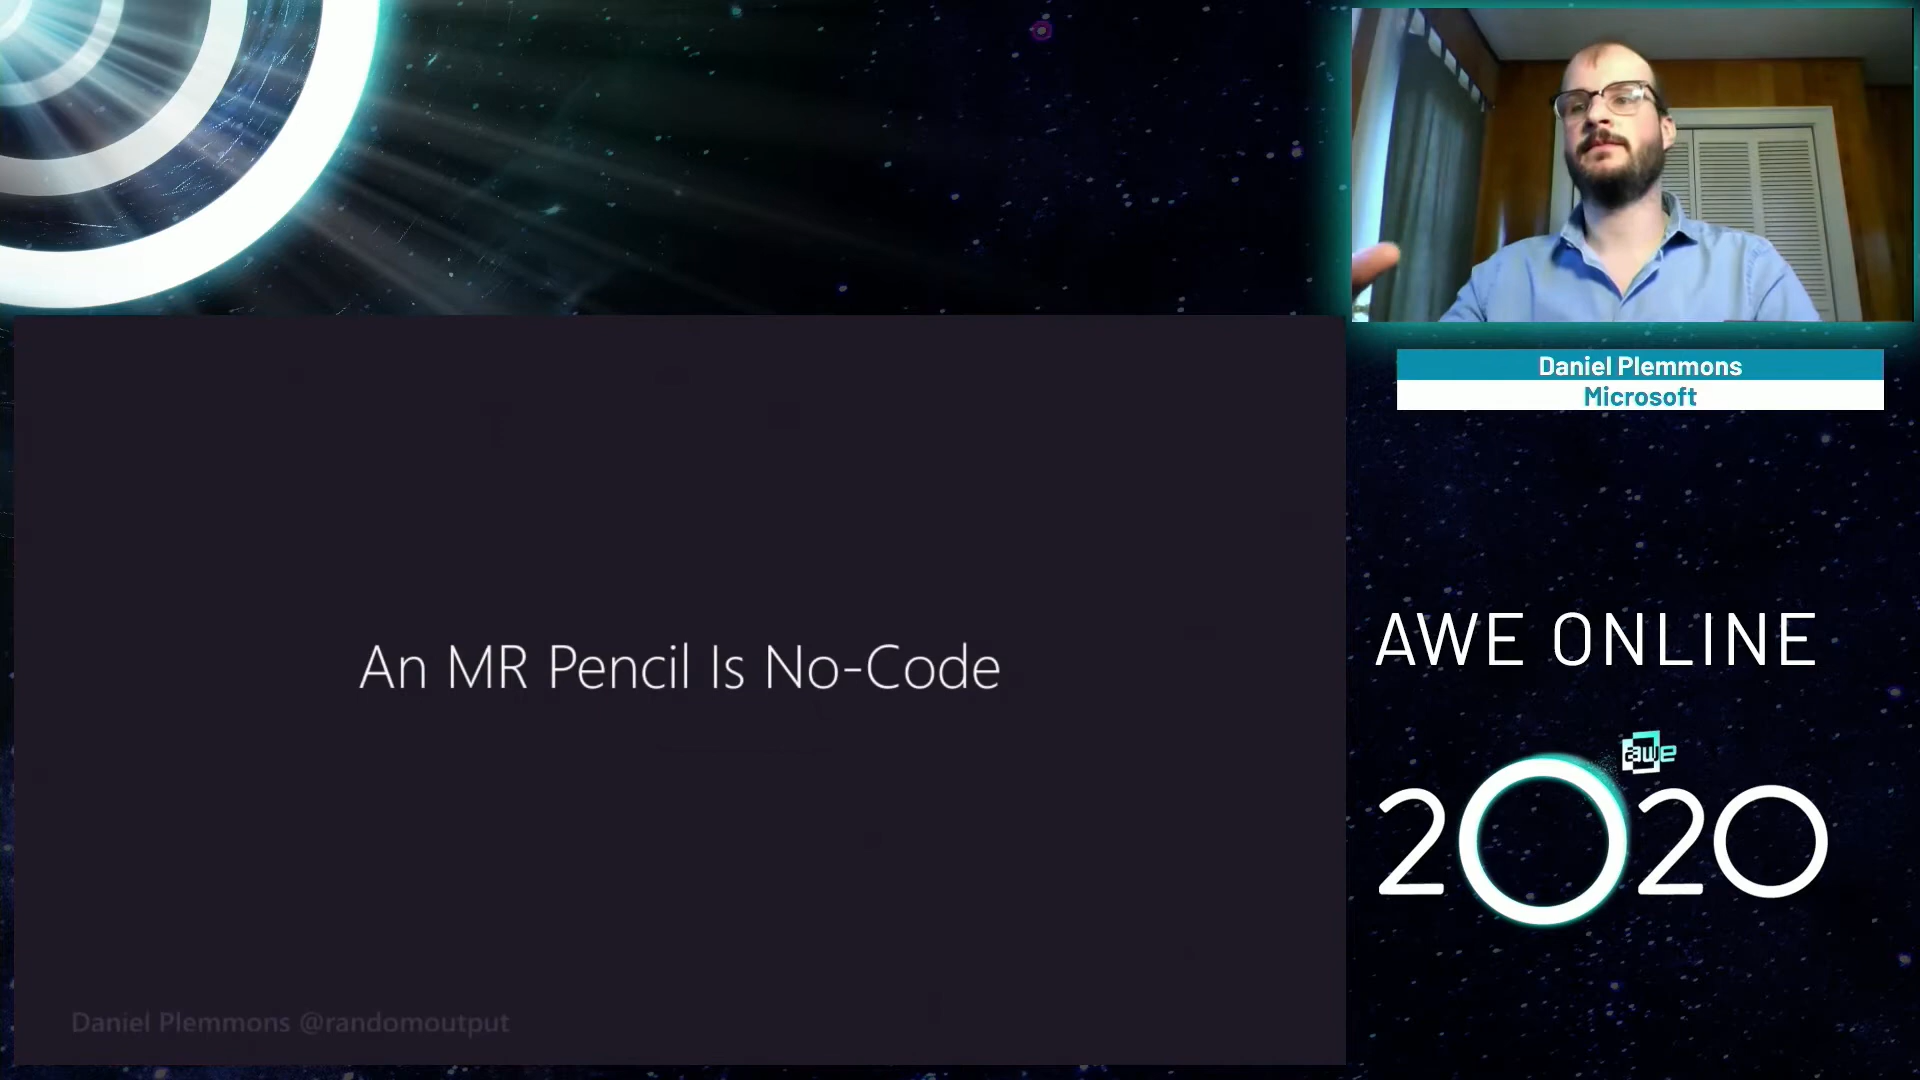 Daniel Plemmons
Microsoft
An MR Pencil Is No-Code
Daniel Plemmons @randomoutput
AWE ONLINE
awe
2020